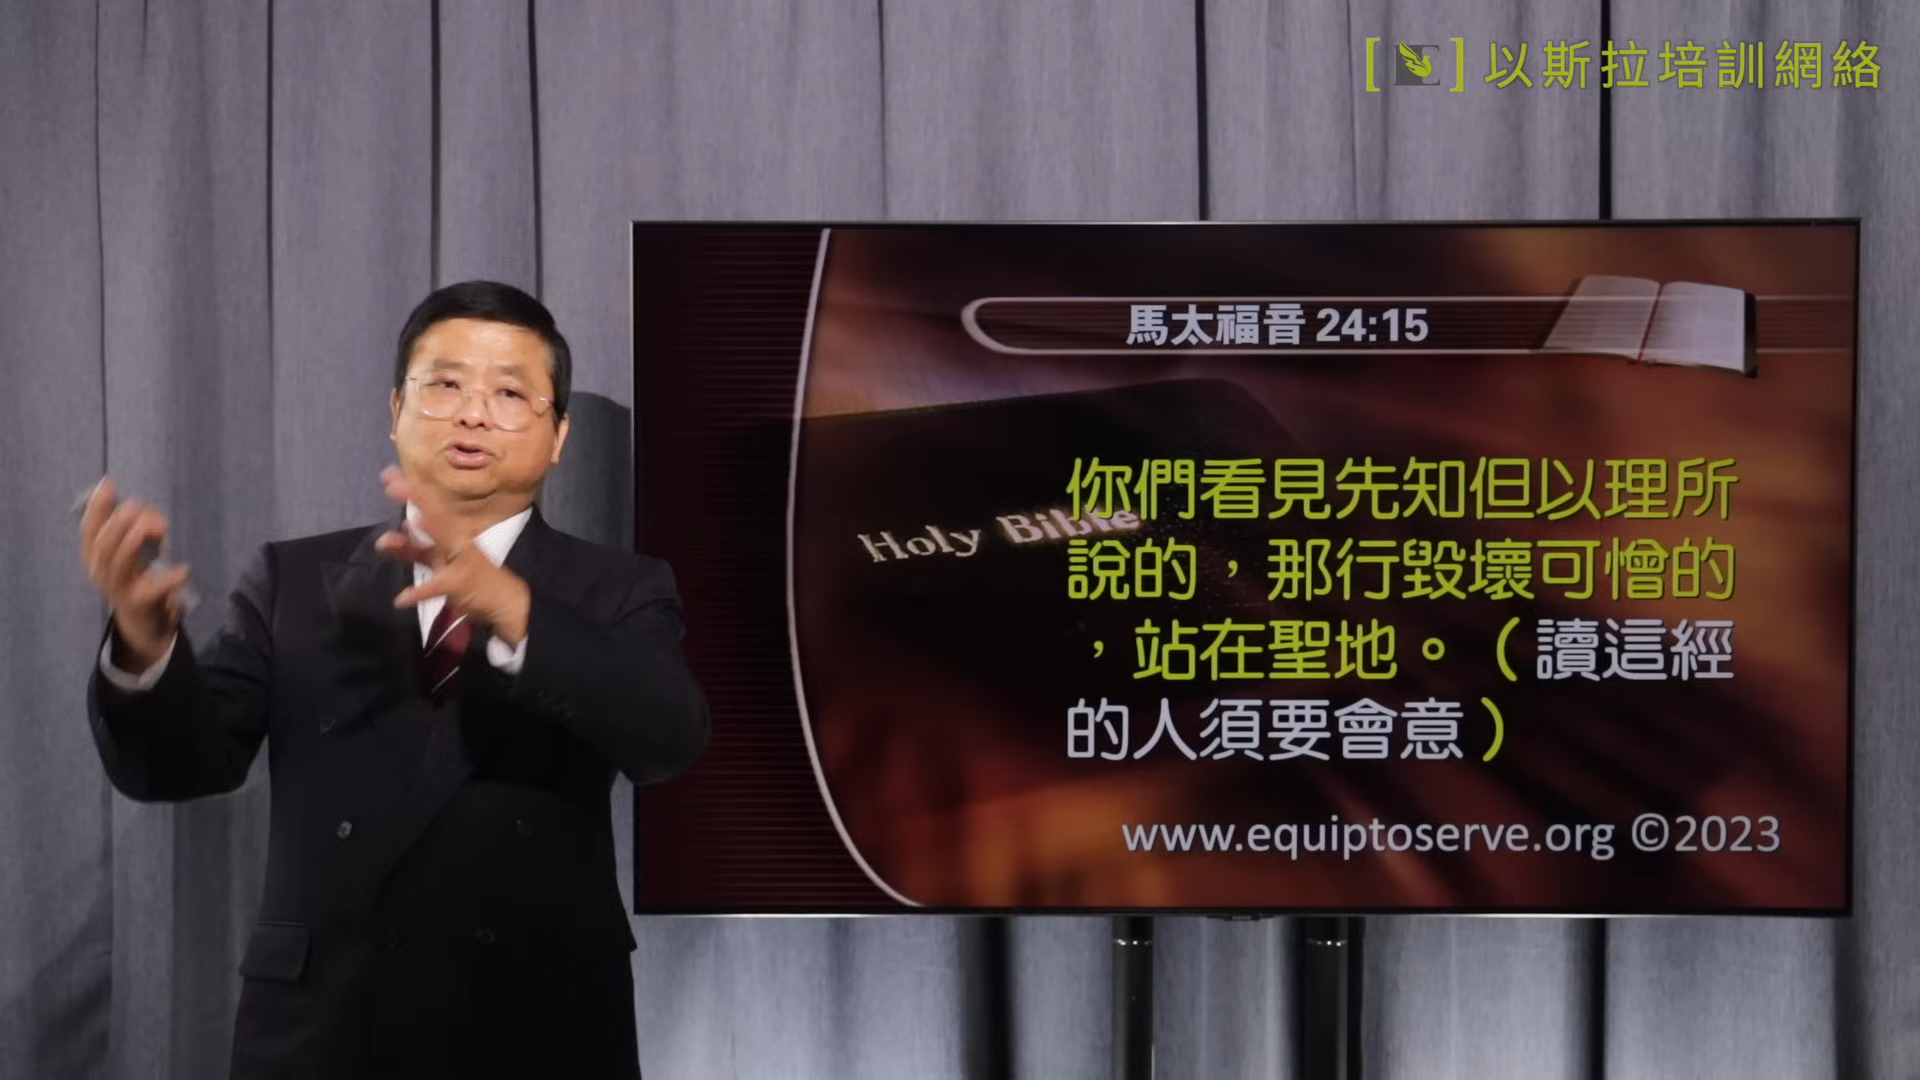 [ ] 以斯拉培訓網絡
馬太福音 24:15
Holy Bible
你們看見先知但以理所
說的，那行毀壞可憎的
，站在聖地。（讀這經
的人須要會意）
www.equiptoserve.org ©2023